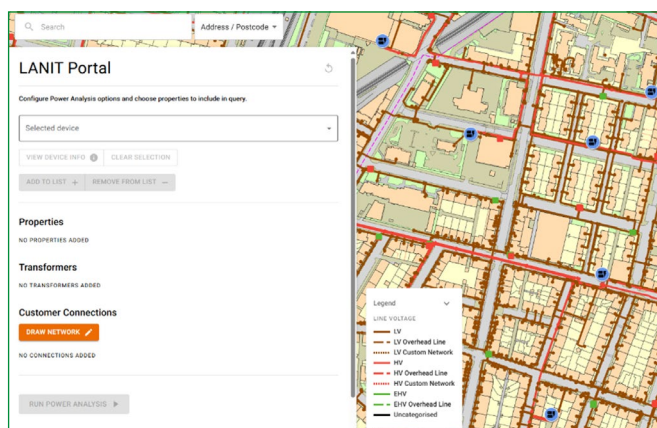 Search
Address / Postcode
LANIT Portal
Configure Power Analysis options and choose properties to include in query.
Selected device
VIEW DEVICE INFO
CLEAR SELECTION
ADD TO LIST +
REMOVE FROM LIST −
Properties
NO PROPERTIES ADDED
Transformers
NO TRANSFORMERS ADDED
Customer Connections
DRAW NETWORK
NO CONNECTIONS ADDED
RUN POWER ANALYSIS
Legend
LINE VOLTAGE
LV
LV Overhead Line
LV Custom Network
HV
HV Overhead Line
HV Custom Network
EHV
EHV Overhead Line
Uncategorised